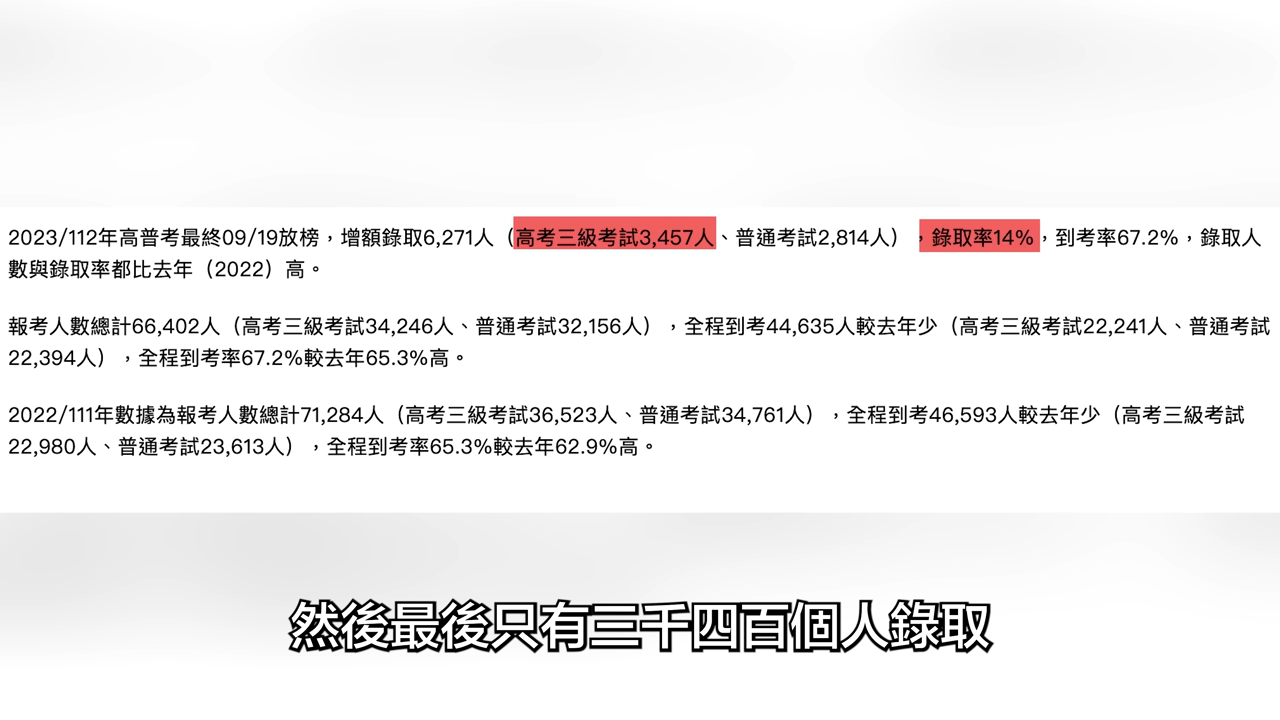 2023/112年高普考最終09/19放榜，增額錄取6,271人（高考三級考試3,457人、普通考試2,814人），錄取率14%，到考率67.2%，錄取人
數與錄取率都比去年（2022）高。
報考人數總計66,402人（高考三級考試34,246人、普通考試32,156人），全程到考44,635人較去年少（高考三級考試22,241人、普通考試
22,394人），全程到考率67.2%較去年65.3%高。
2022/111年數據為報考人數總計71,284人（高考三級考試36,523人、普通考試34,761人），全程到考46,593人較去年少（高考三級考試
22,980人、普通考試23,613人），全程到考率65.3%較去年62.9%高。
然後最後只有三千四百個人錄取